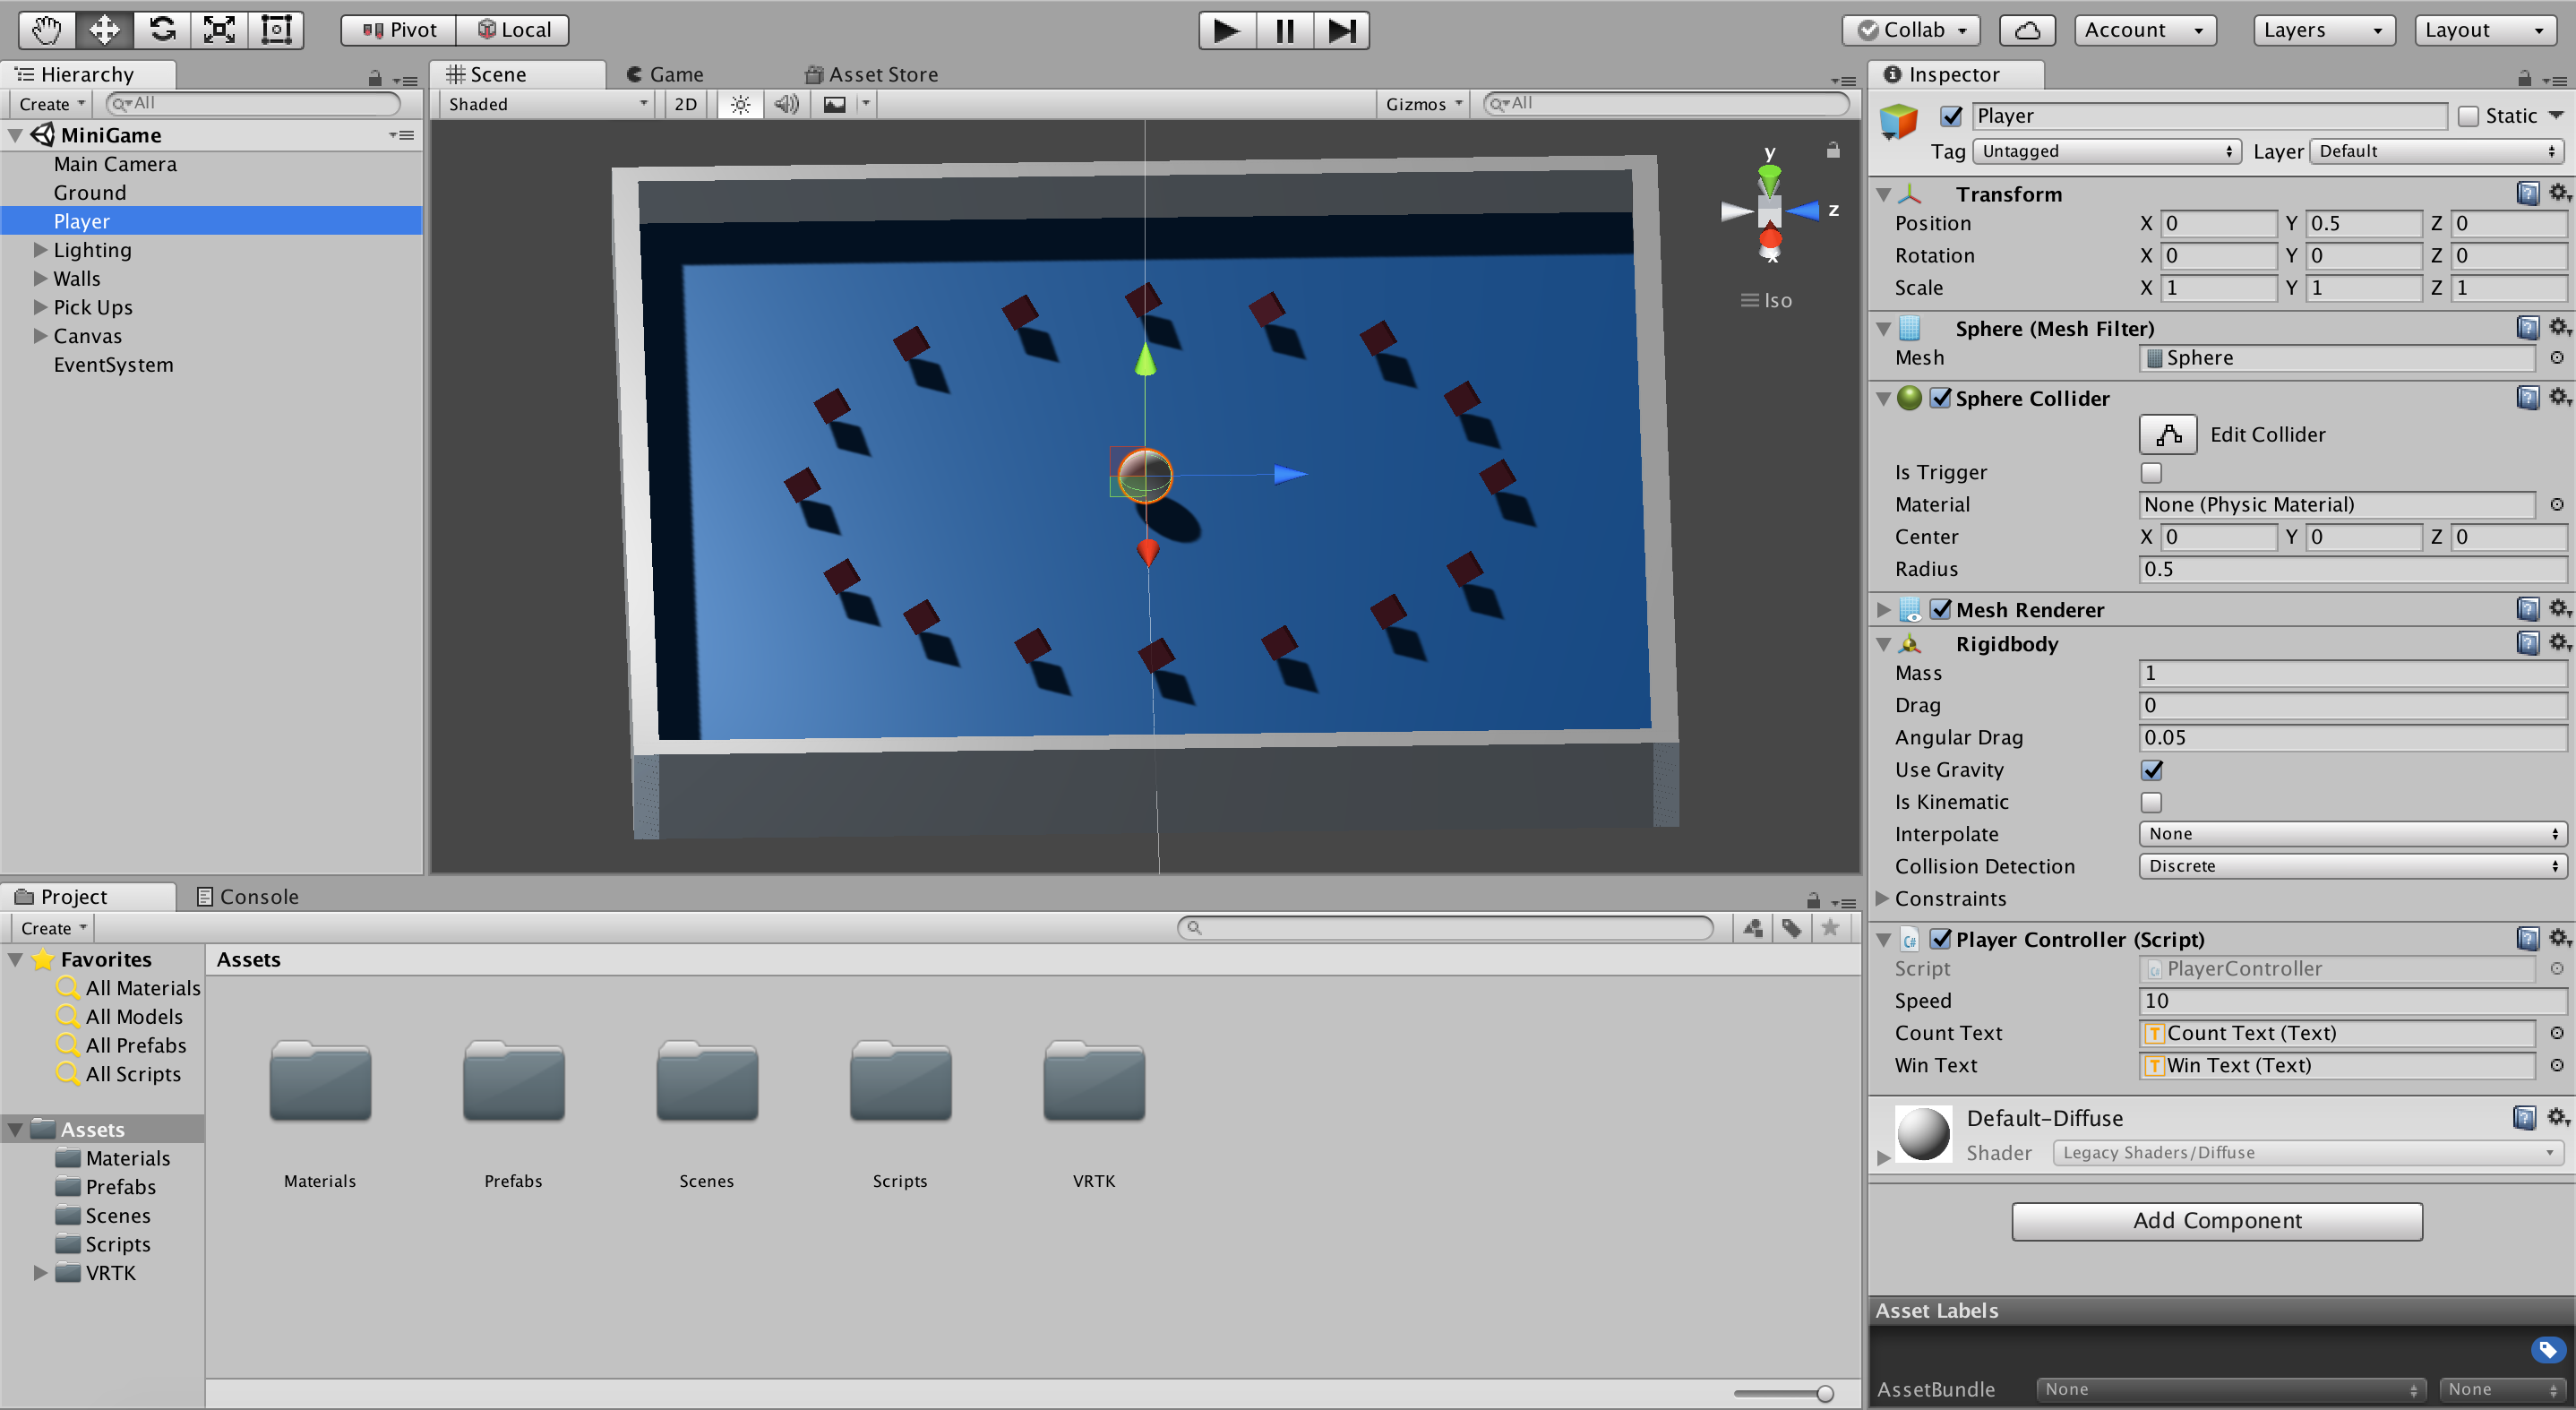 Pivot Local Collab Account Layers Layout
Hierarchy
Create All
MiniGame
Main Camera
Ground
Player
Lighting
Walls
Pick Ups
Canvas
EventSystem
Scene Game Asset Store
Shaded 2D Gizmos All
y
z
x
Iso
Project Console
Create
Favorites
All Materials
All Models
All Prefabs
All Scripts
Assets
Materials
Prefabs
Scenes
Scripts
VRTK
Assets
Materials Prefabs Scenes Scripts VRTK
Inspector
Player Static
Tag Untagged Layer Default
Transform
Position X 0 Y 0.5 Z 0
Rotation X 0 Y 0 Z 0
Scale X 1 Y 1 Z 1
Sphere (Mesh Filter)
Mesh Sphere
Sphere Collider
Edit Collider
Is Trigger
Material None (Physic Material)
Center X 0 Y 0 Z 0
Radius 0.5
Mesh Renderer
Rigidbody
Mass 1
Drag 0
Angular Drag 0.05
Use Gravity
Is Kinematic
Interpolate None
Collision Detection Discrete
Constraints
C# Player Controller (Script)
Script PlayerController
Speed 10
Count Text T Count Text (Text)
Win Text T Win Text (Text)
Default-Diffuse
Shader Legacy Shaders/Diffuse
Add Component
Asset Labels
AssetBundle None None